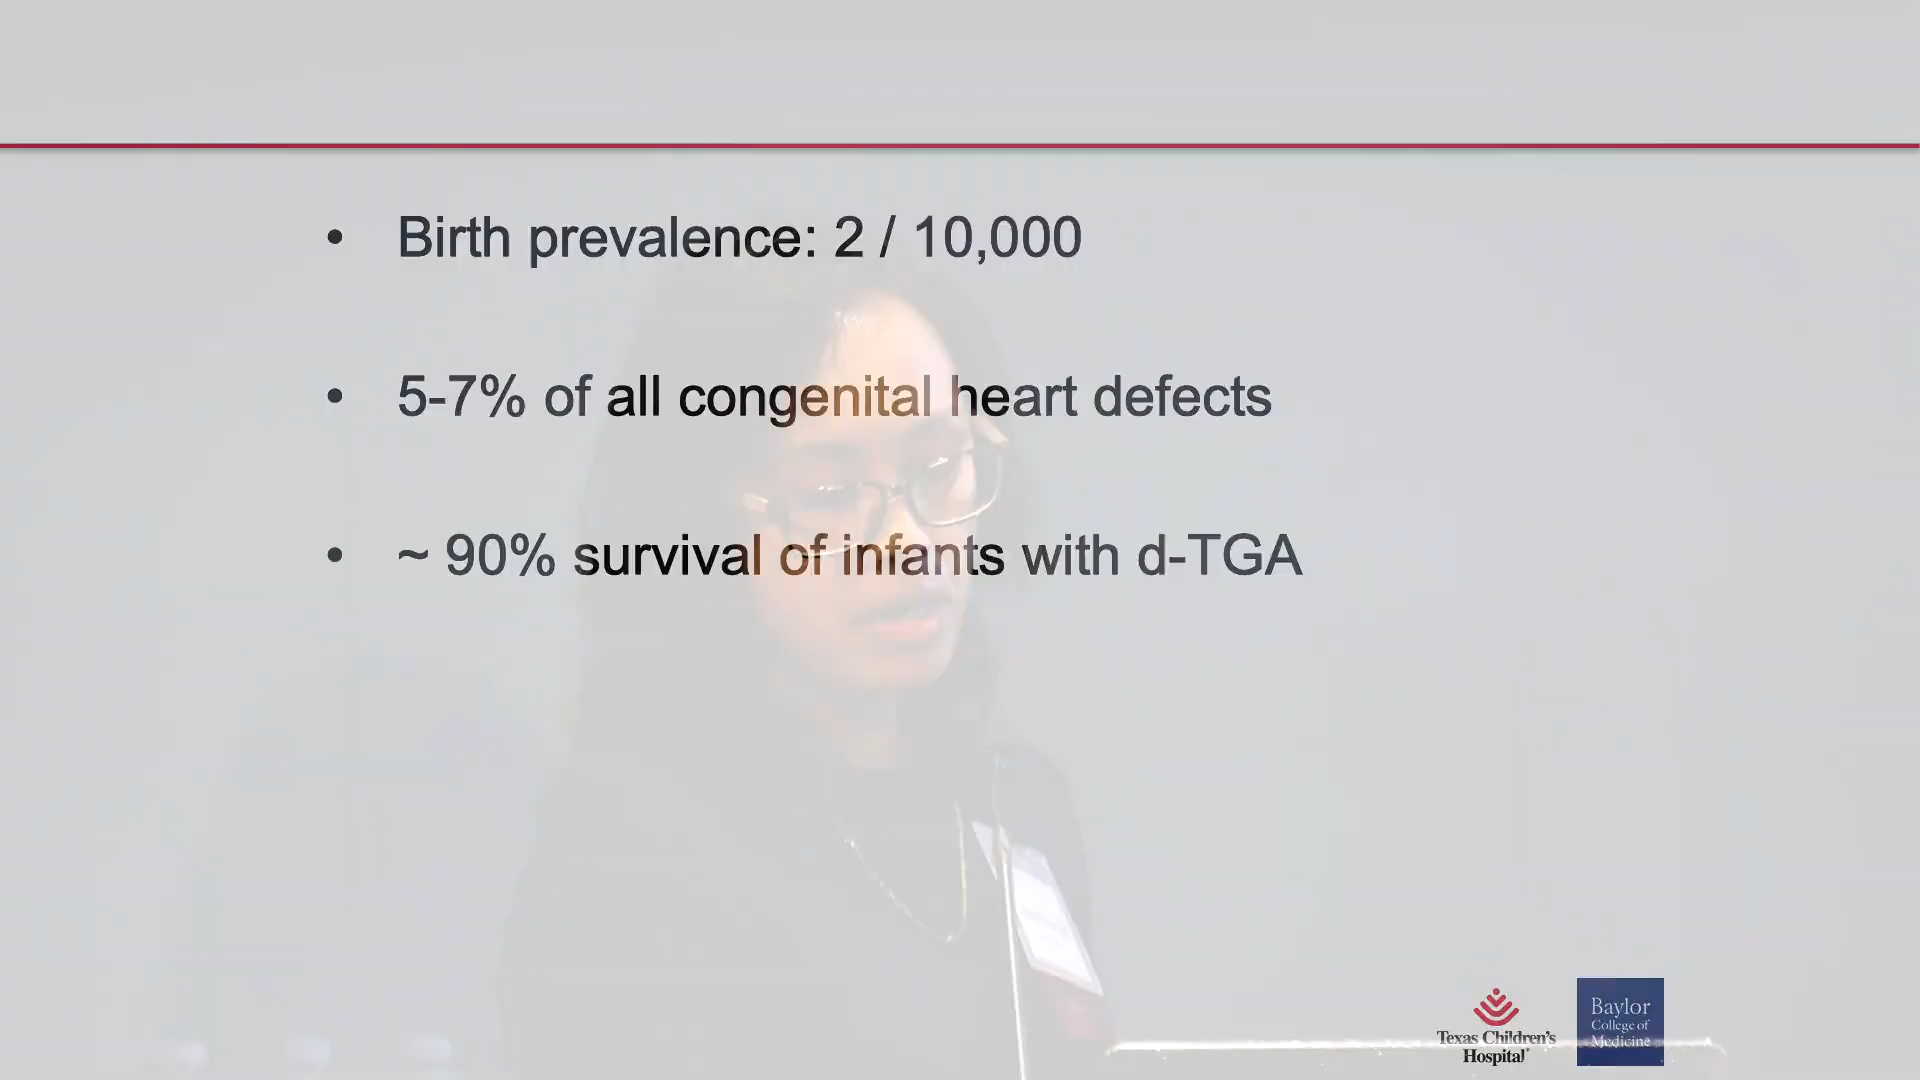 • Birth prevalence: 2 / 10,000
• 5-7% of all congenital heart defects
• ~ 90% survival of infants with d-TGA
Texas Children's
Hospital
Baylor
College of
Medicine